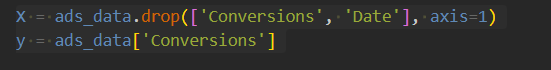 x = ads_data.drop(['Conversions', 'Date'], axis=1)
y = ads_data['Conversions']